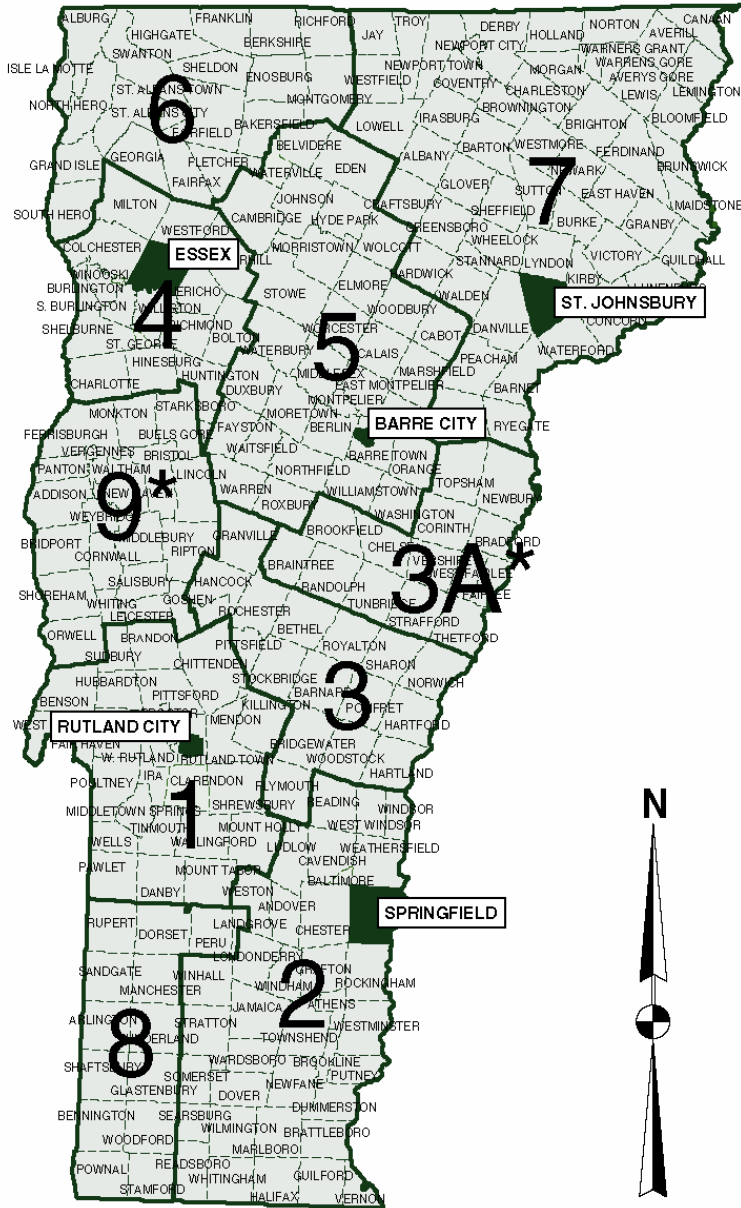 ALBURG
FRANKLIN
RICHFORD
JAY
TROY
DERBY
HOLLAND
NORTON
CANAAN
HIGHGATE
BERKSHIRE
NEWPORT CITY
AVERILL
WARNERS GRANT
SWANTON
ISLE LA MOTTE
SHELDON
ENOSBURG
WESTFIELD
NEWPORT TOWN
MORGAN
WARRENS GORE
AVERYS GORE
COVENTRY
CHARLESTON
LEWIS
LEMINGTON
ST. ALBANS TOWN
MONTGOMERY
NORTH HERO
ST. ALBANS CITY
6
BROWNINGTON
IRASBURG
BLOOMFIELD
FAIRFIELD
BAKERSFIELD
LOWELL
BRIGHTON
BELVIDERE
BARTON
WESTMORE
FERDINAND
GEORGIA
FLETCHER
ALBANY
GRAND ISLE
WATERVILLE
EDEN
NEWARK
BRUNSWICK
FAIRFAX
GLOVER
7
SUTTON
EAST HAVEN
MILTON
JOHNSON
CRAFTSBURY
SHEFFIELD
MAIDSTONE
SOUTH HERO
CAMBRIDGE
HYDE PARK
GREENSBORO
BURKE
GRANBY
WESTFORD
WHEELOCK
COLCHESTER
ESSEX
MORRISTOWN
WOLCOTT
VICTORY
STANNARD
LYNDON
GUILDHALL
WINOOSKI
HARDWICK
KIRBY
BURLINGTON
JERICHO
STOWE
ELMORE
WALDEN
ST. JOHNSBURY
S. BURLINGTON
WILLISTON
WOODBURY
4
RICHMOND
WORCESTER
CABOT
DANVILLE
CONCORD
SHELBURNE
BOLTON
5
ST. GEORGE
WATERBURY
CALAIS
WATERFORD
HINESBURG
PEACHAM
MIDDLESEX
MARSHFIELD
HUNTINGTON
EAST MONTPELIER
CHARLOTTE
DUXBURY
BARNET
MONTPELIER
STARKSBORO
MONKTON
MORETOWN
BARRE CITY
FAYSTON
BERLIN
RYEGATE
FERRISBURGH
BUELS GORE
WAITSFIELD
VERGENNES
BRISTOL
BARRE TOWN
PANTON
WALTHAM
LINCOLN
NORTHFIELD
ORANGE
TOPSHAM
WARREN
WILLIAMSTOWN
ADDISON
NEW HAVEN
9*
ROXBURY
NEWBURY
WASHINGTON
WEYBRIDGE
CORINTH
BROOKFIELD
GRANVILLE
MIDDLEBURY
BRADFORD
BRIDPORT
CHELSEA
RIPTON
CORNWALL
BRAINTREE
VERSHIRE
3A*
WEST FAIRLEE
SALISBURY
HANCOCK
RANDOLPH
FAIRLEE
SHOREHAM
GOSHEN
WHITING
TUNBRIDGE
ROCHESTER
LEICESTER
STRAFFORD
BETHEL
ORWELL
BRANDON
THETFORD
PITTSFIELD
ROYALTON
SUDBURY
CHITTENDEN
SHARON
STOCKBRIDGE
HUBBARDTON
NORWICH
PITTSFORD
BARNARD
3
BENSON
KILLINGTON
POMFRET
MENDON
WEST
RUTLAND CITY
HARTFORD
BRIDGEWATER
FAIR HAVEN
W. RUTLAND
RUTLAND TOWN
WOODSTOCK
IRA
HARTLAND
POULTNEY
CLARENDON
PLYMOUTH
1
SHREWSBURY
READING
WINDSOR
MIDDLETOWN SPRINGS
TINMOUTH
MOUNT HOLLY
WEST WINDSOR
WELLS
WALLINGFORD
LUDLOW
WEATHERSFIELD
CAVENDISH
PAWLET
MOUNT TABOR
BALTIMORE
DANBY
WESTON
ANDOVER
SPRINGFIELD
RUPERT
LANDGROVE
CHESTER
DORSET
PERU
LONDONDERRY
GRAFTON
SANDGATE
WINHALL
2
ROCKINGHAM
MANCHESTER
WINDHAM
JAMAICA
ATHENS
ARLINGTON
STRATTON
WESTMINSTER
8
SUNDERLAND
TOWNSHEND
WARDSBORO
BROOKLINE
SHAFTSBURY
SOMERSET
PUTNEY
GLASTENBURY
NEWFANE
DOVER
DUMMERSTON
BENNINGTON
SEARSBURG
WILMINGTON
BRATTLEBORO
WOODFORD
MARLBORO
POWNAL
READSBORO
GUILFORD
WHITINGHAM
STAMFORD
HALIFAX
VERNON
N